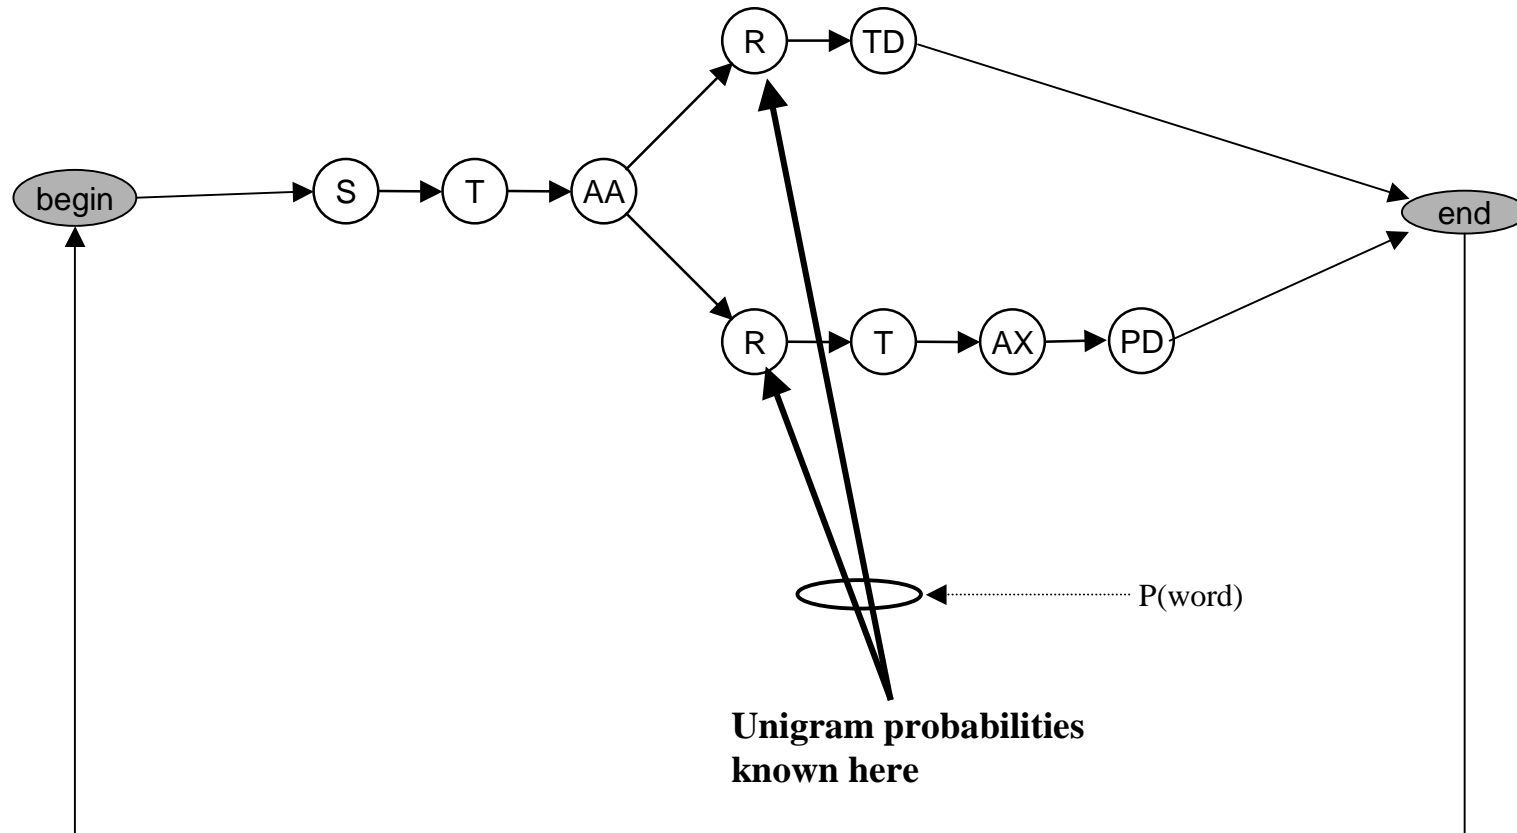 R TD
begin S T AA end
R T AX PD
P(word)
Unigram probabilities
known here